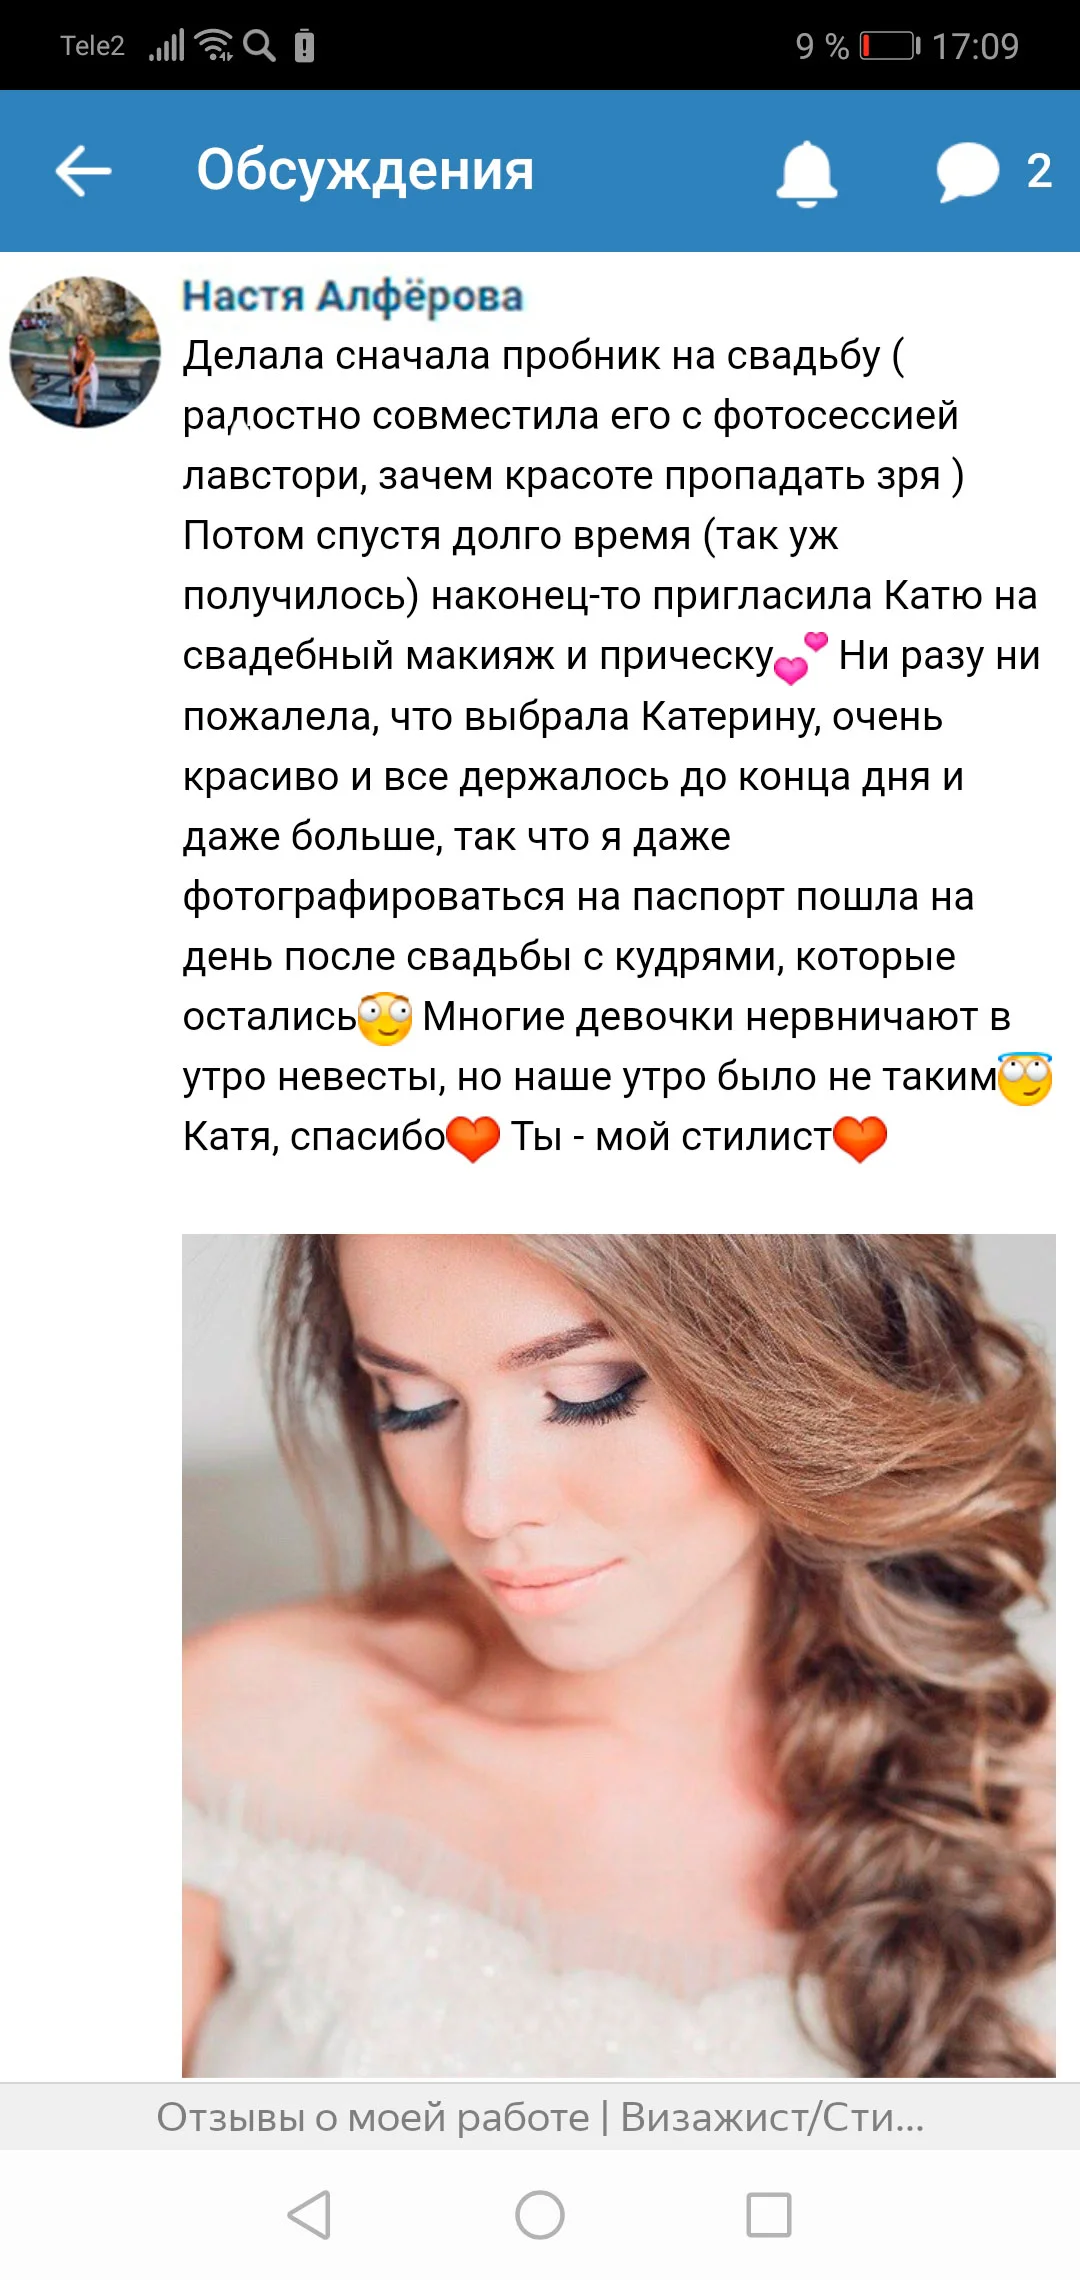 Tele2 9 % 17:09
Обсуждения 2
Настя Алфёрова
Делала сначала пробник на свадьбу (
радостно совместила его с фотосессией
лавстори, зачем красоте пропадать зря )
Потом спустя долго время (так уж
получилось) наконец-то пригласила Катю на
свадебный макияж и прическу💕 Ни разу ни
пожалела, что выбрала Катерину, очень
красиво и все держалось до конца дня и
даже больше, так что я даже
фотографироваться на паспорт пошла на
день после свадьбы с кудрями, которые
остались🙄 Многие девочки нервничают в
утро невесты, но наше утро было не таким😇
Катя, спасибо❤ Ты - мой стилист❤
Отзывы о моей работе | Визажист/Сти...